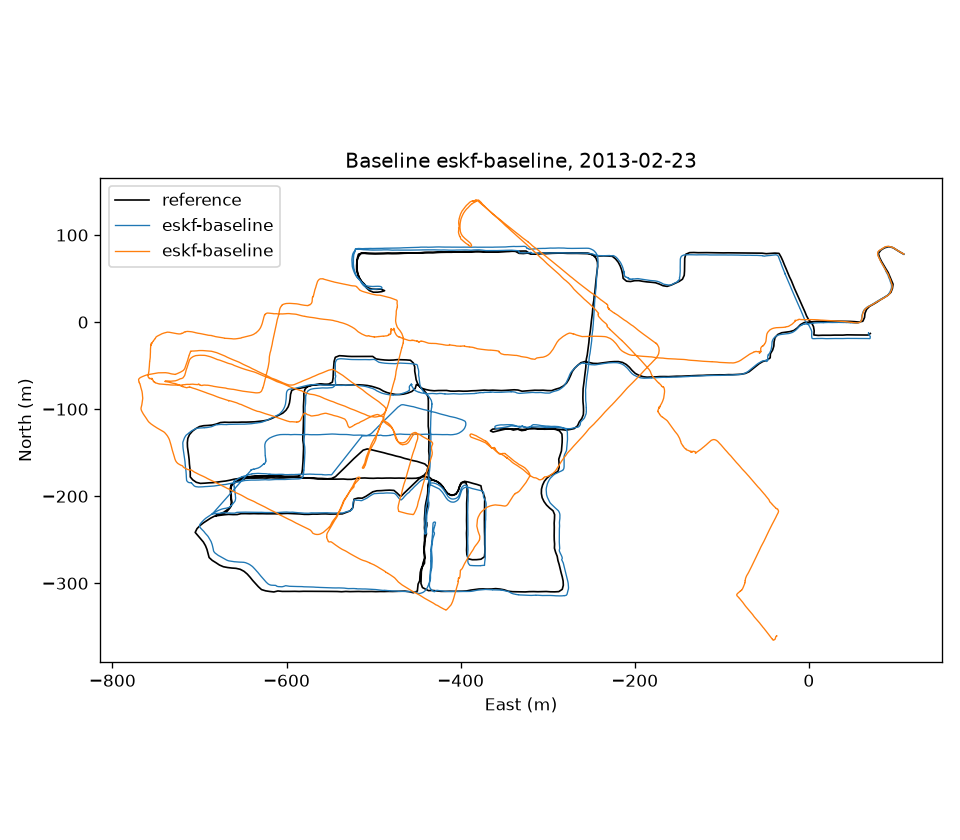 Baseline eskf-baseline, 2013-02-23
reference
eskf-baseline
eskf-baseline
100
0
−100
−200
−300
North (m)
−800
−600
−400
−200
0
East (m)